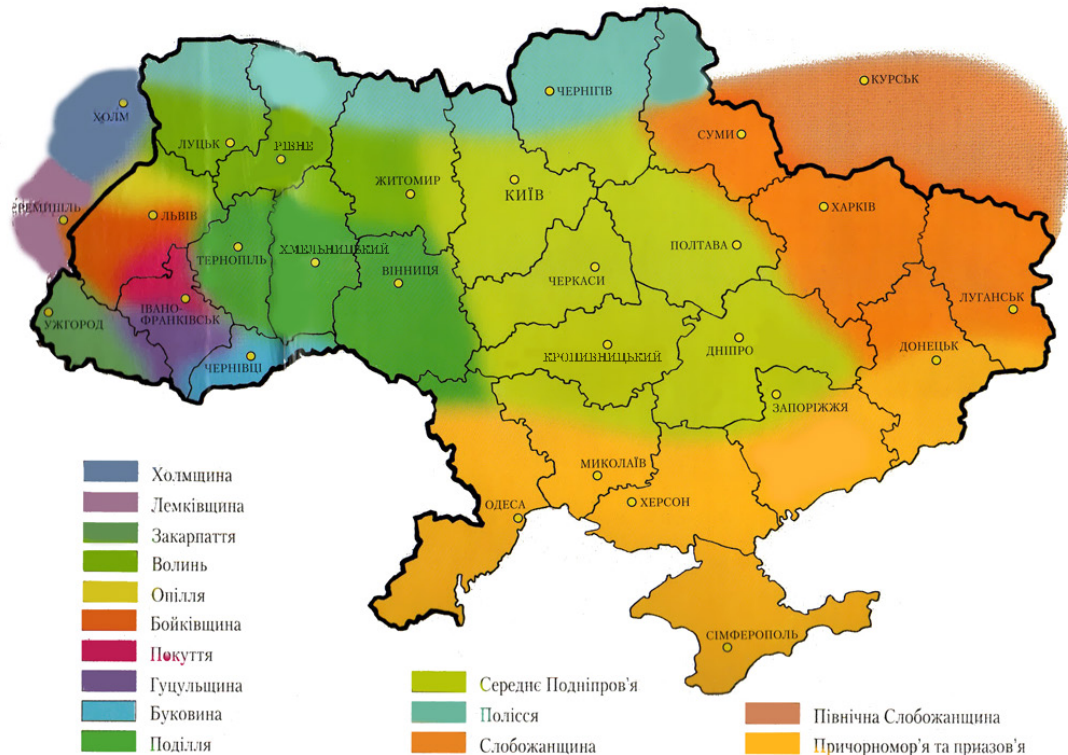 КУРСЬК
ЧЕРНІГІВ
ХОЛМ
СУМИ
ЛУЦЬК
РІВНЕ
ЖИТОМИР
КИЇВ
РЕМИШЛЬ
ЛЬВІВ
ХАРКІВ
ТЕРНОПІЛЬ
ХМЕЛЬНИЦЬКИЙ
ПОЛТАВА
ВІННИЦЯ
ЧЕРКАСИ
ІВАНО-
ФРАНКІВСЬК
ЛУГАНСЬК
УЖГОРОД
ЧЕРНІВЦІ
КРОПИВНИЦЬКИЙ
ДНІПРО
ДОНЕЦЬК
ЗАПОРІЖЖЯ
МИКОЛАЇВ
ОДЕСА
ХЕРСОН
СІМФЕРОПОЛЬ
Холмщина
Лемківщина
Закарпаття
Волинь
Опілля
Бойківщина
Покуття
Гуцульщина
Буковина
Поділля
Середнє Подніпров'я
Полісся
Слобожанщина
Північна Слобожанщина
Причорномор'я та приазов'я